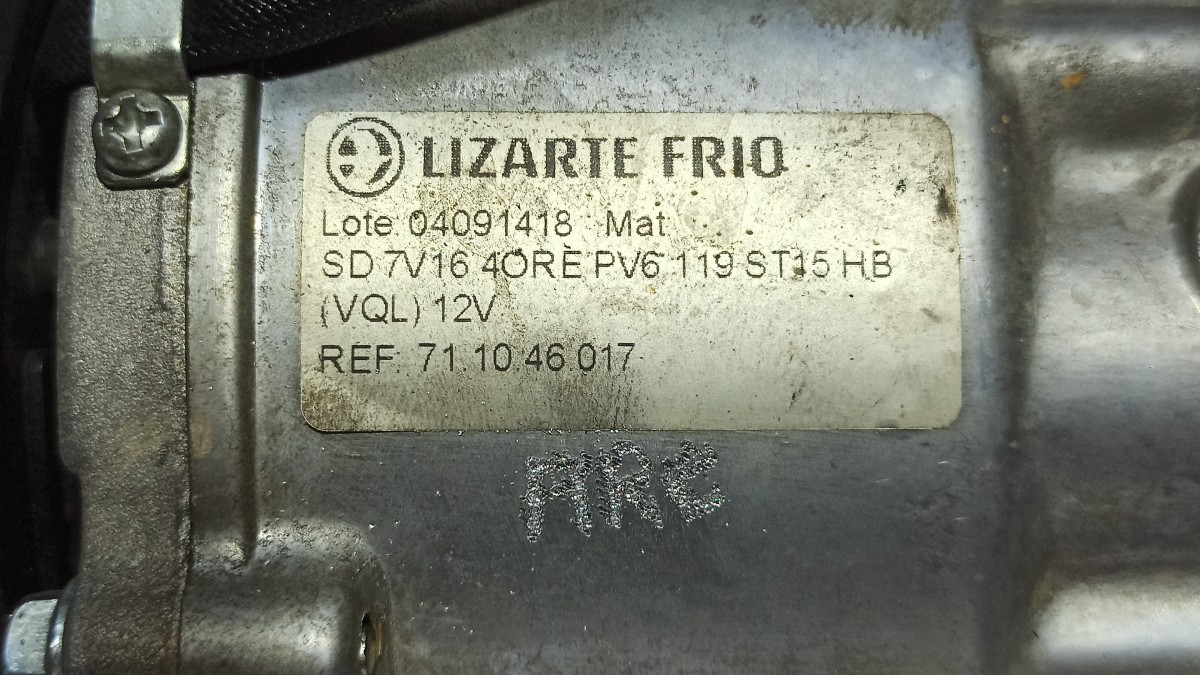 LIZARTE FRIO
Lote 04091418 Mat
SD 7V16 4ORE PV6 119 ST15 HB
(VQL) 12V
REF: 71.10.46.017
ARE